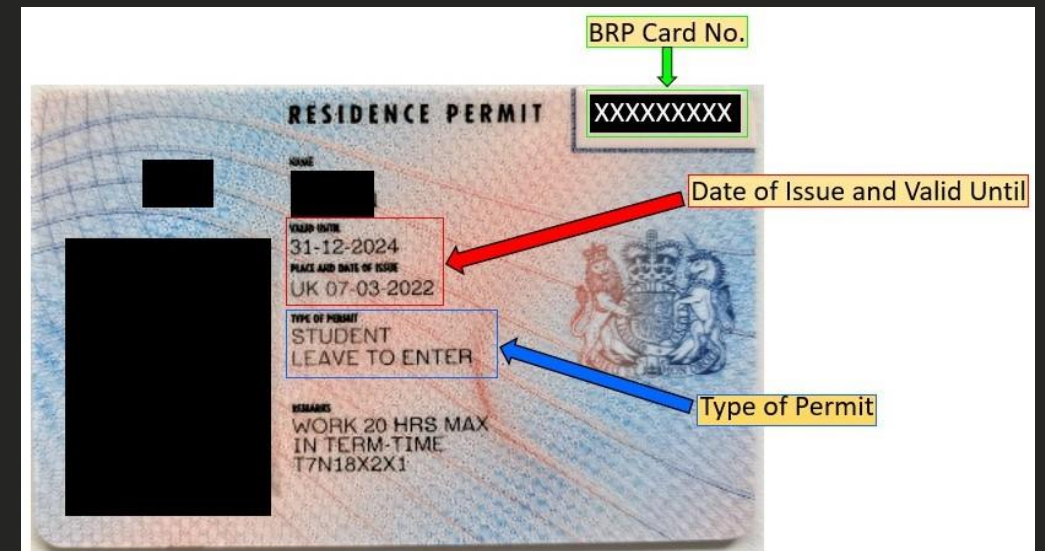 BRP Card No.
RESIDENCE PERMIT
XXXXXXXXX
NAME
Date of Issue and Valid Until
VALID UNTIL
31-12-2024
PLACE AND DATE OF ISSUE
UK 07-03-2022
TYPE OF PERMIT
STUDENT
LEAVE TO ENTER
Type of Permit
REMARKS
WORK 20 HRS MAX
IN TERM-TIME
T7N18X2X1